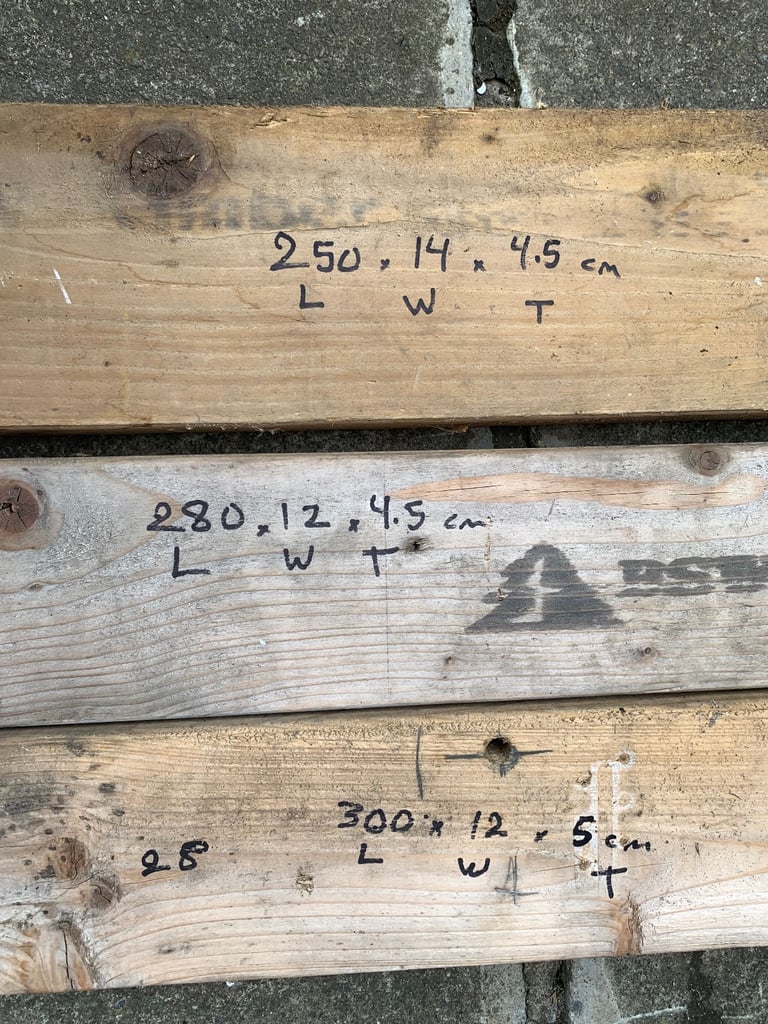 250 x 14 x 4.5 cm
L W T
280 x 12 x 4.5 cm
L W T
300 x 12 x 5 cm
L W T
28